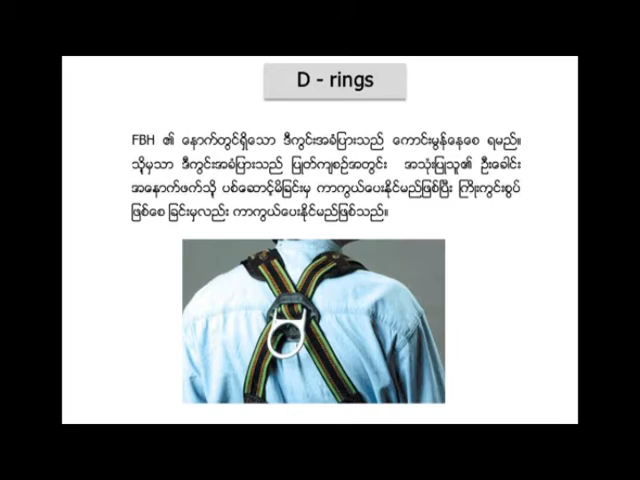 D - rings
FBH ၏ နောက်တွင်ရှိသော ဒီကွင်းအခံပြားသည် ကောင်းမွန်နေစေ ရမည်။
သို့မှသာ ဒီကွင်းအခံပြားသည် ပြုတ်ကျစဉ်အတွင်း အသုံးပြုသူ၏ ဦးခေါင်း
အနောက်ဖက်သို့ ပစ်ဆောင့်မိခြင်းမှ ကာကွယ်ပေးနိုင်မည်ဖြစ်ပြီး ကြိုးကွင်းစွပ်
ဖြစ်စေ ခြင်းမှလည်း ကာကွယ်ပေးနိုင်မည်ဖြစ်သည်။